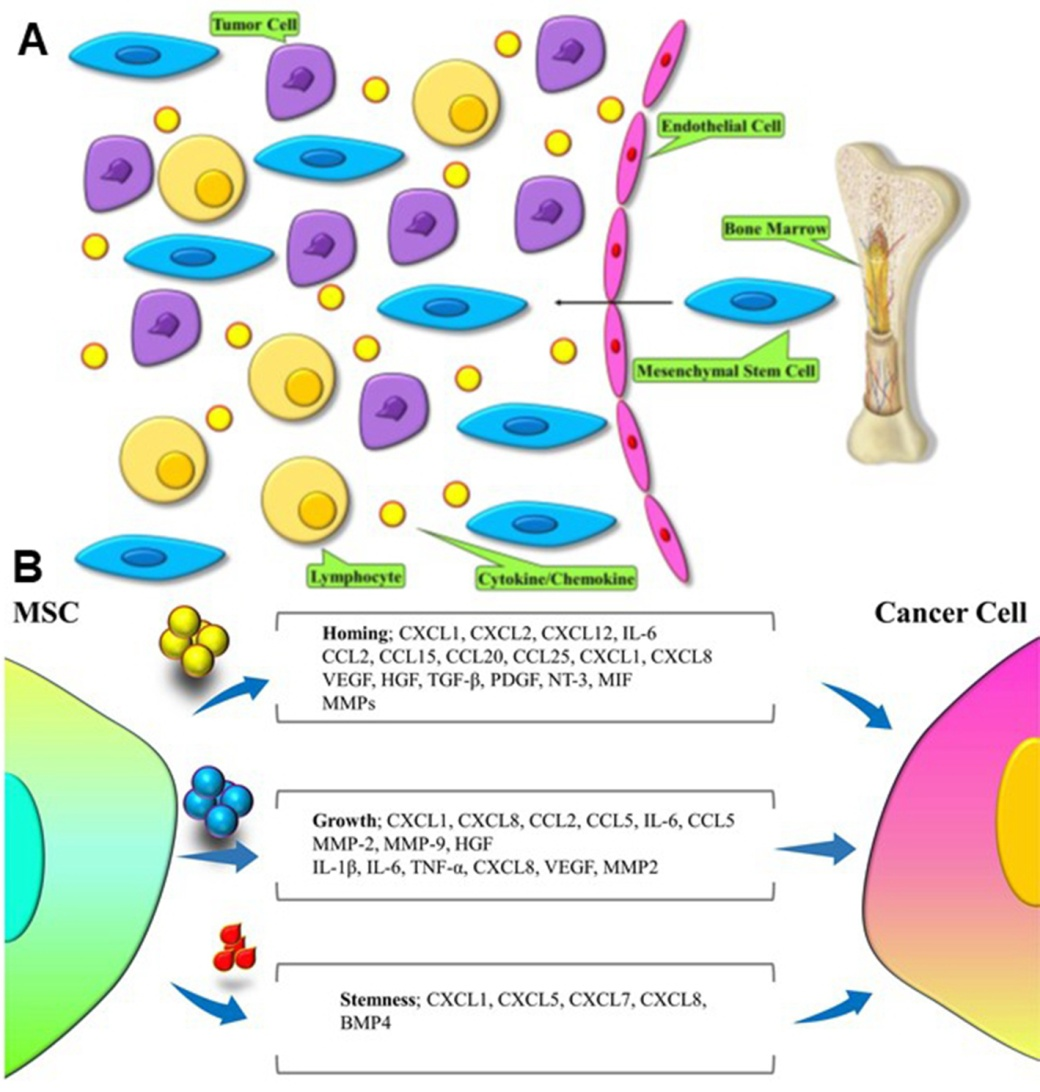 A
Tumor Cell
Endothelial Cell
Bone Marrow
Mesenchymal Stem Cell
Lymphocyte
Cytokine/Chemokine
B
MSC
Cancer Cell
Homing; CXCL1, CXCL2, CXCL12, IL-6
CCL2, CCL15, CCL20, CCL25, CXCL1, CXCL8
VEGF, HGF, TGF-β, PDGF, NT-3, MIF
MMPs
Growth; CXCL1, CXCL8, CCL2, CCL5, IL-6, CCL5
MMP-2, MMP-9, HGF
IL-1β, IL-6, TNF-α, CXCL8, VEGF, MMP2
Stemness; CXCL1, CXCL5, CXCL7, CXCL8,
BMP4